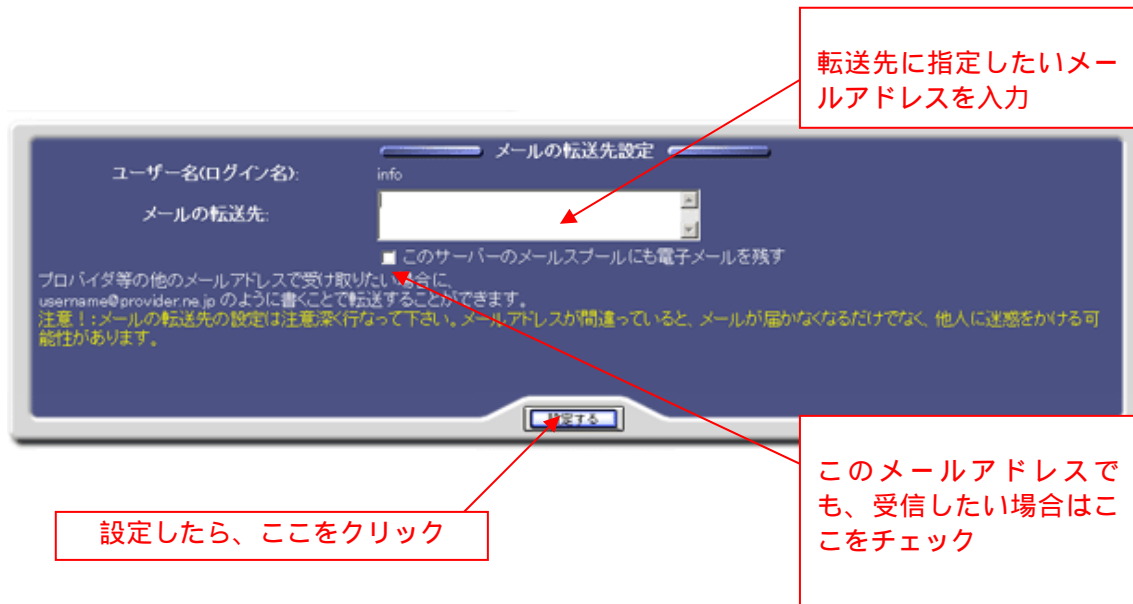 転送先に指定したいメー
ルアドレスを入力
メールの転送先設定
ユーザー名(ログイン名):
info
メールの転送先:
このサーバーのメールスプールにも電子メールを残す
プロバイダ等の他のメールアドレスで受け取りたい場合に、
username@provider.ne.jp のように書くことで転送することができます。
注意！:メールの転送先の設定は注意深く行なって下さい。メールアドレスが間違っていると、メールが届かなくなるだけでなく、他人に迷惑をかける可
能性があります。
設定する
このメールアドレスで
も、受信したい場合はこ
こをチェック
設定したら、ここをクリック